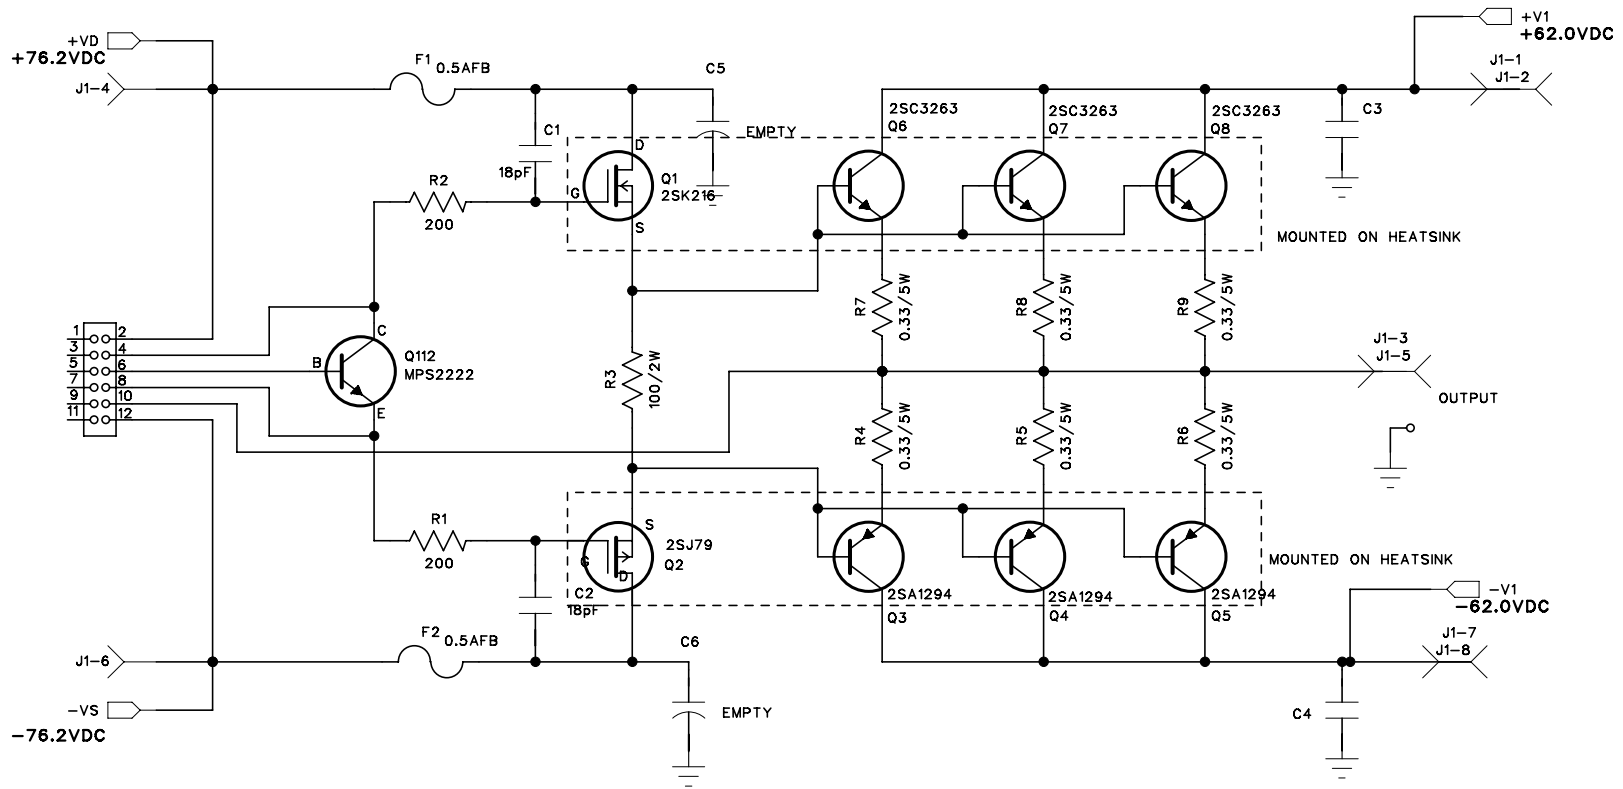 +VD
+76.2VDC
J1-4
F1
0.5AFB
C5
EMPTY
C1
18pF
D
G
S
Q1
2SK216
R2
200
2SC3263
Q6
2SC3263
Q7
2SC3263
Q8
C3
+V1
+62.0VDC
J1-1
J1-2
MOUNTED ON HEATSINK
R7
0.33/5W
R8
0.33/5W
R9
0.33/5W
1
2
3
4
5
6
7
8
9
10
11
12
B
C
E
Q112
MPS2222
R3
100/2W
J1-3
J1-5
OUTPUT
R4
0.33/5W
R5
0.33/5W
R6
0.33/5W
R1
200
S
G
D
2SJ79
Q2
C2
18pF
MOUNTED ON HEATSINK
2SA1294
Q3
2SA1294
Q4
2SA1294
Q5
-V1
-62.0VDC
J1-7
J1-8
J1-6
F2
0.5AFB
C6
EMPTY
C4
-VS
-76.2VDC